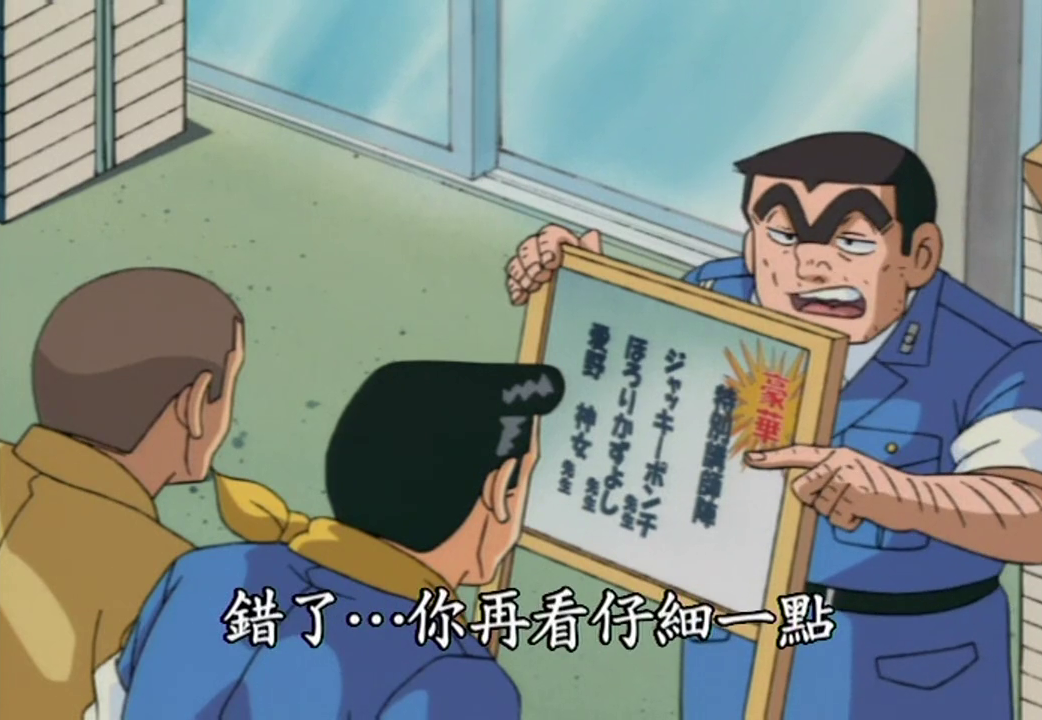 豪華
特別講師陣
ジャッキーポンチ先生
ほろりかずよし先生
愛野 神女先生
錯了…你再看仔細一點